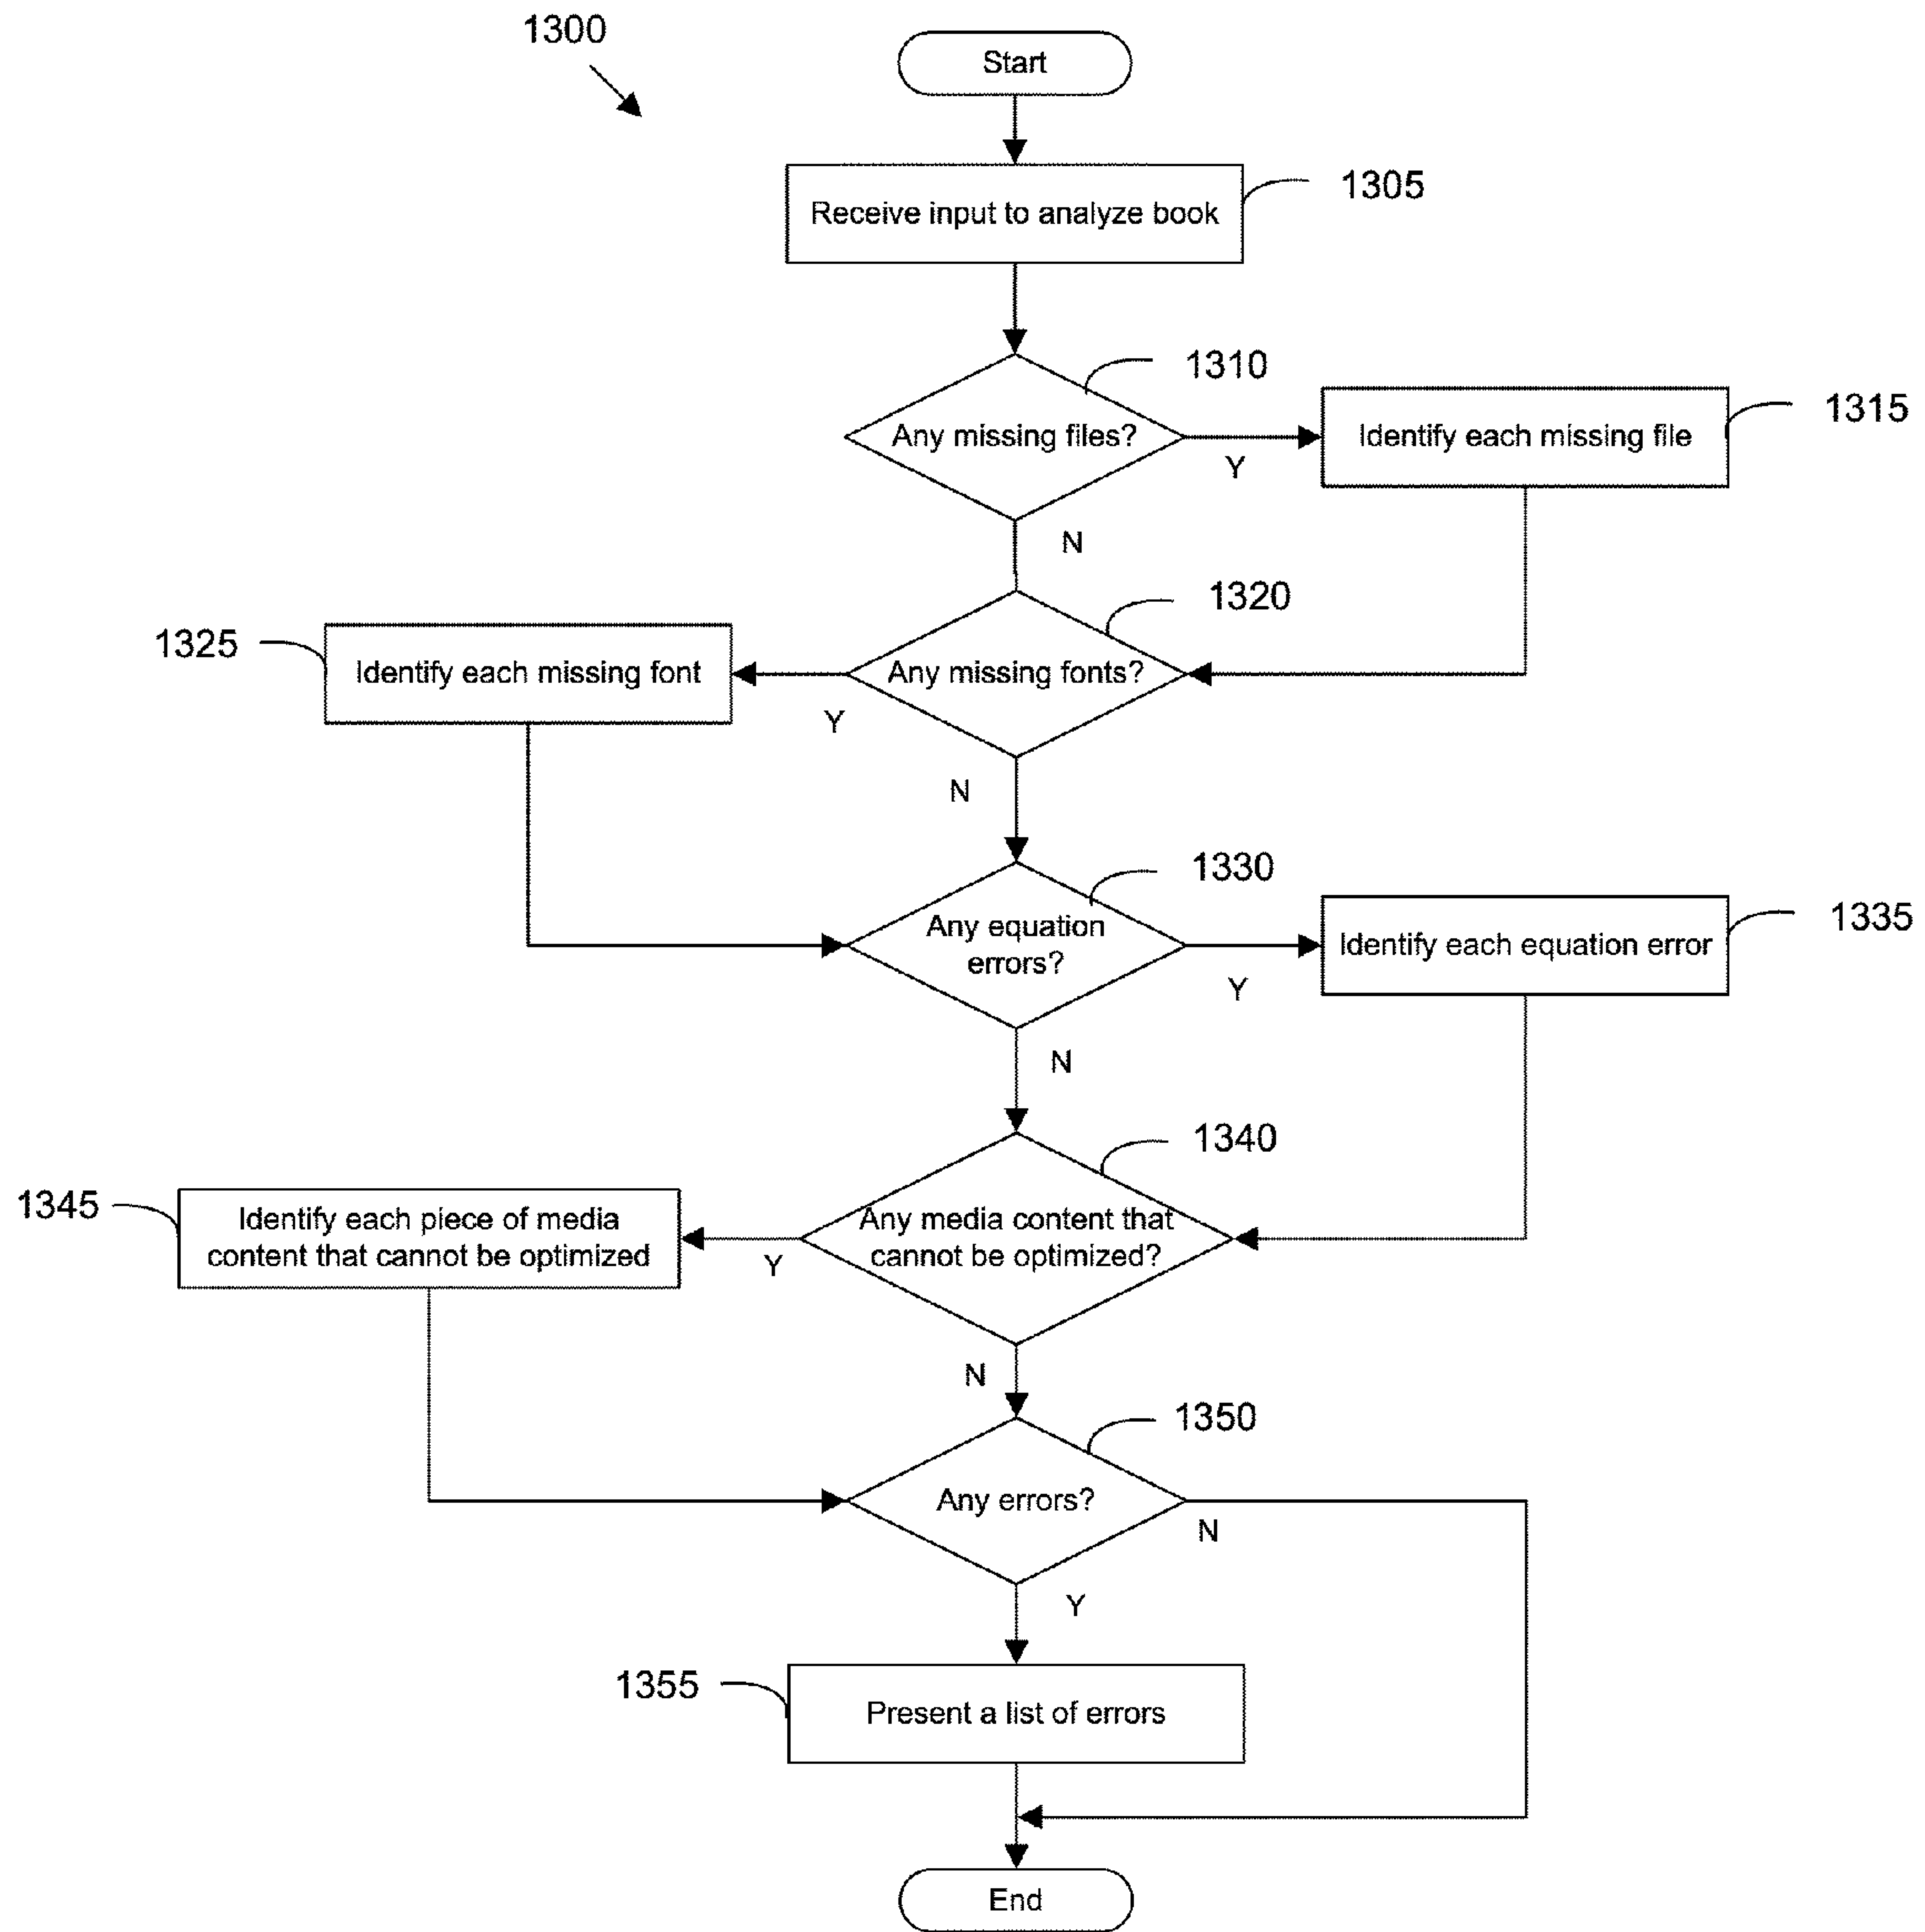 1300
Start
Receive input to analyze book
1305
1310
Any missing files?
Y
Identify each missing file
1315
N
1320
1325
Identify each missing font
Any missing fonts?
Y
N
1330
Any equation
errors?
Y
Identify each equation error
1335
N
1340
1345
Identify each piece of media
content that cannot be optimized
Any media content that
cannot be optimized?
Y
N
1350
Any errors?
N
Y
1355
Present a list of errors
End